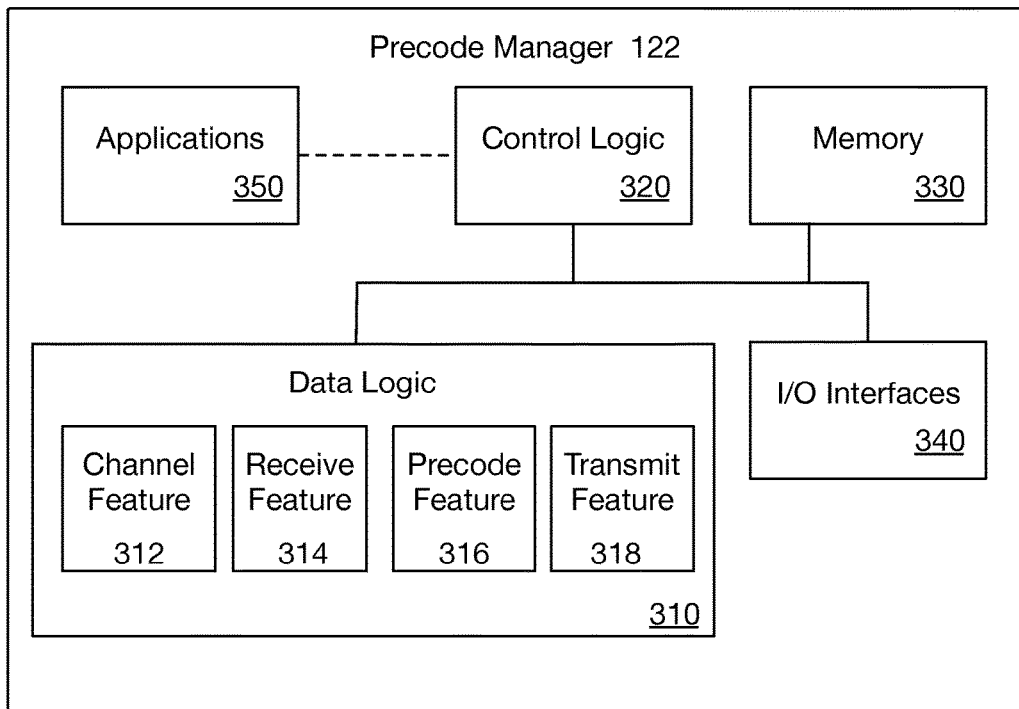 Precode Manager 122
Applications
350
Control Logic
320
Memory
330
Data Logic
Channel
Feature
312
Receive
Feature
314
Precode
Feature
316
Transmit
Feature
318
310
I/O Interfaces
340